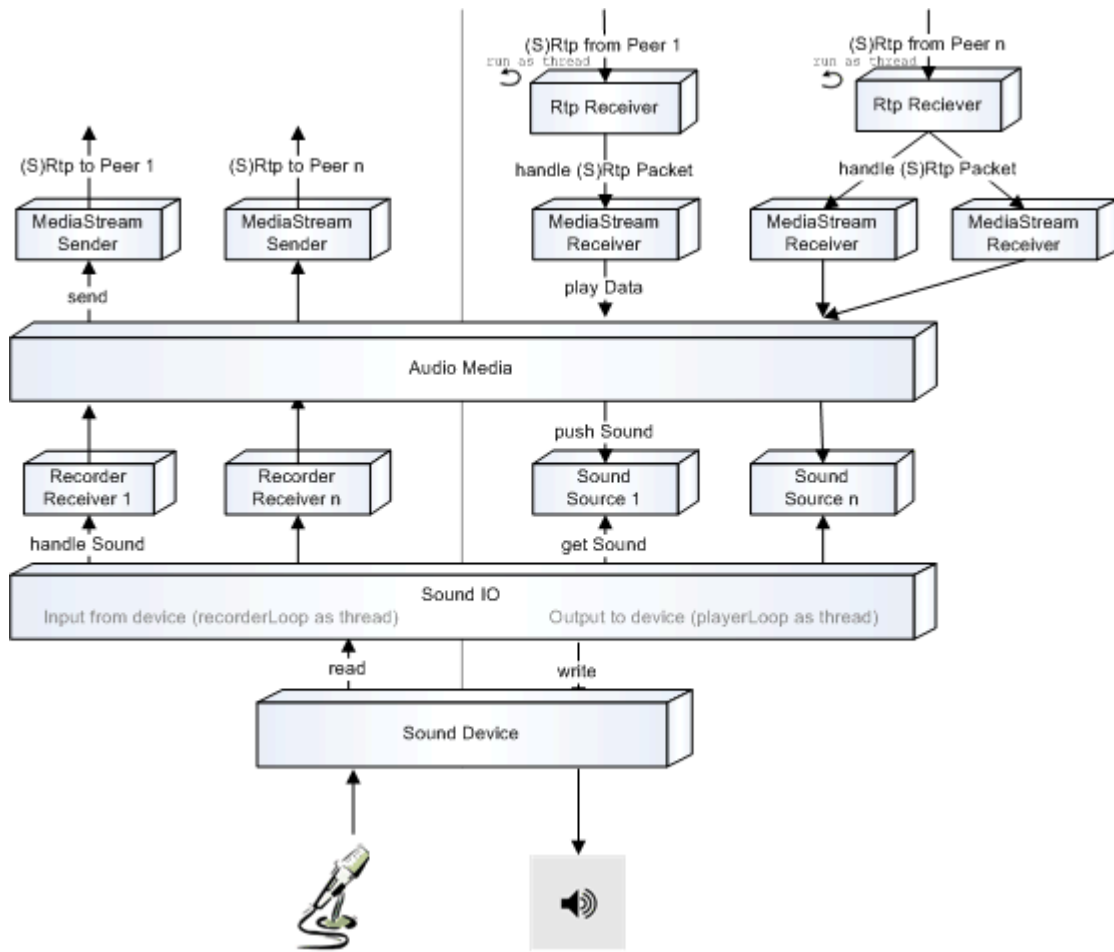 (S)Rtp from Peer 1
run as thread
Rtp Receiver
(S)Rtp from Peer n
run as thread
Rtp Reciever
(S)Rtp to Peer 1
(S)Rtp to Peer n
handle (S)Rtp Packet
handle (S)Rtp Packet
MediaStream
Sender
MediaStream
Sender
MediaStream
Receiver
MediaStream
Receiver
MediaStream
Receiver
send
play Data
Audio Media
push Sound
Recorder
Receiver 1
Recorder
Receiver n
Sound
Source 1
Sound
Source n
handle Sound
get Sound
Sound IO
Input from device (recorderLoop as thread)
Output to device (playerLoop as thread)
read
write
Sound Device